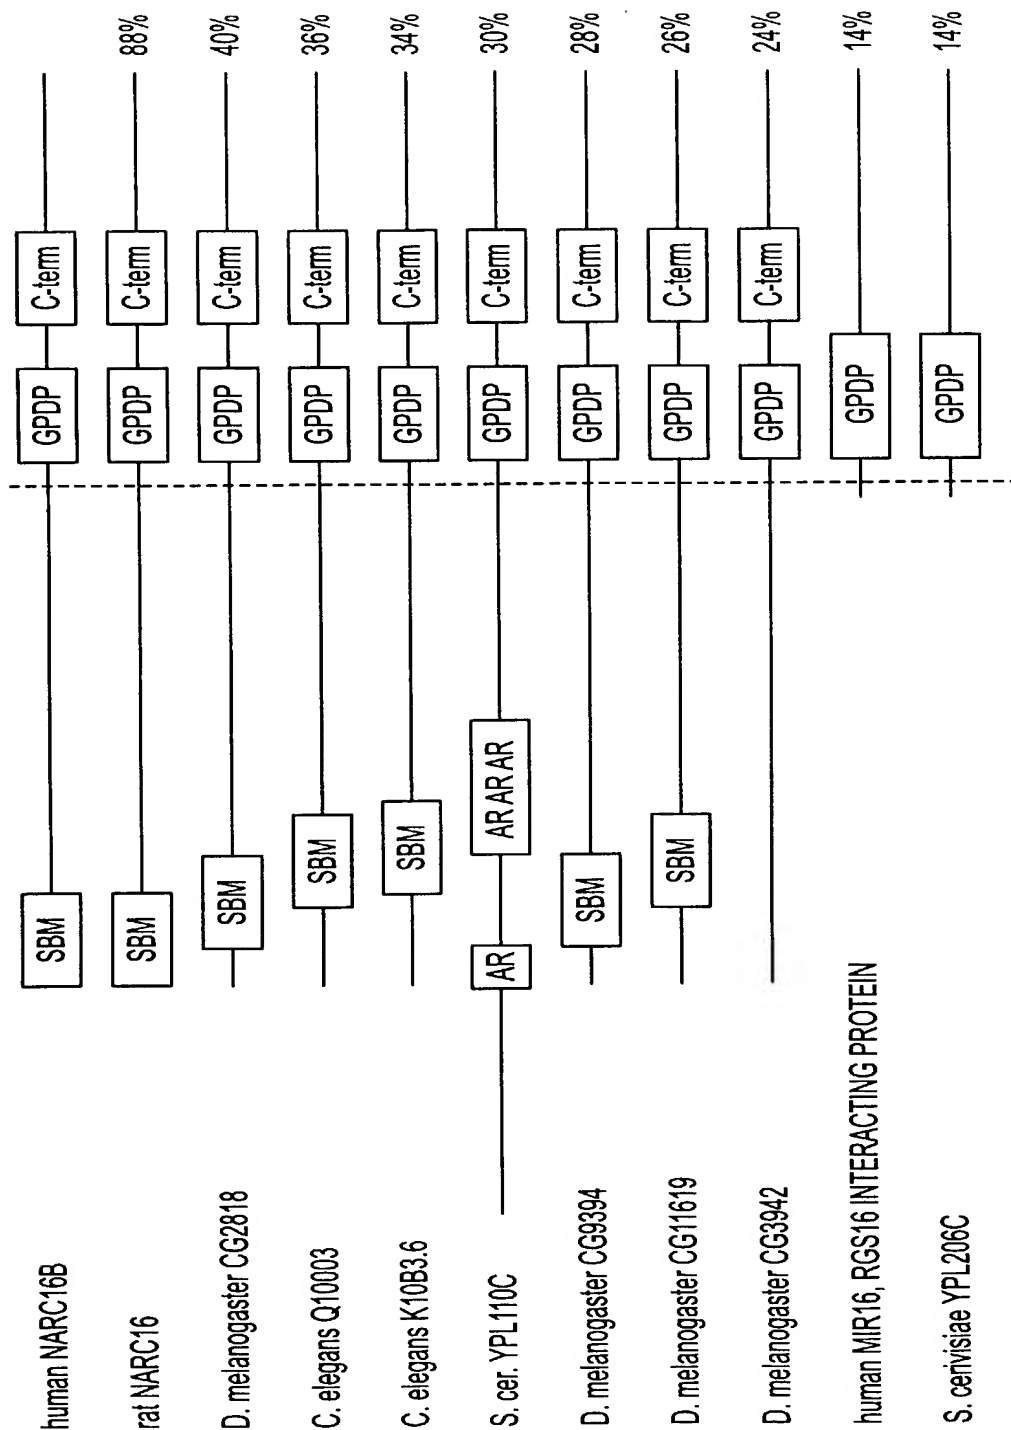 human NARC16B SBM GPDP C-term
rat NARC16 SBM GPDP C-term 88%
D. melanogaster CG2818 SBM GPDP C-term 40%
C. elegans Q10003 SBM GPDP C-term 36%
C. elegans K10B3.6 SBM GPDP C-term 34%
S. cer. YPL110C AR AR AR AR GPDP C-term 30%
D. melanogaster CG9394 SBM GPDP C-term 28%
D. melanogaster CG11619 SBM GPDP C-term 26%
D. melanogaster CG3942 GPDP C-term 24%
human MIR16, RGS16 INTERACTING PROTEIN GPDP 14%
S. cerivisiae YPL206C GPDP 14%